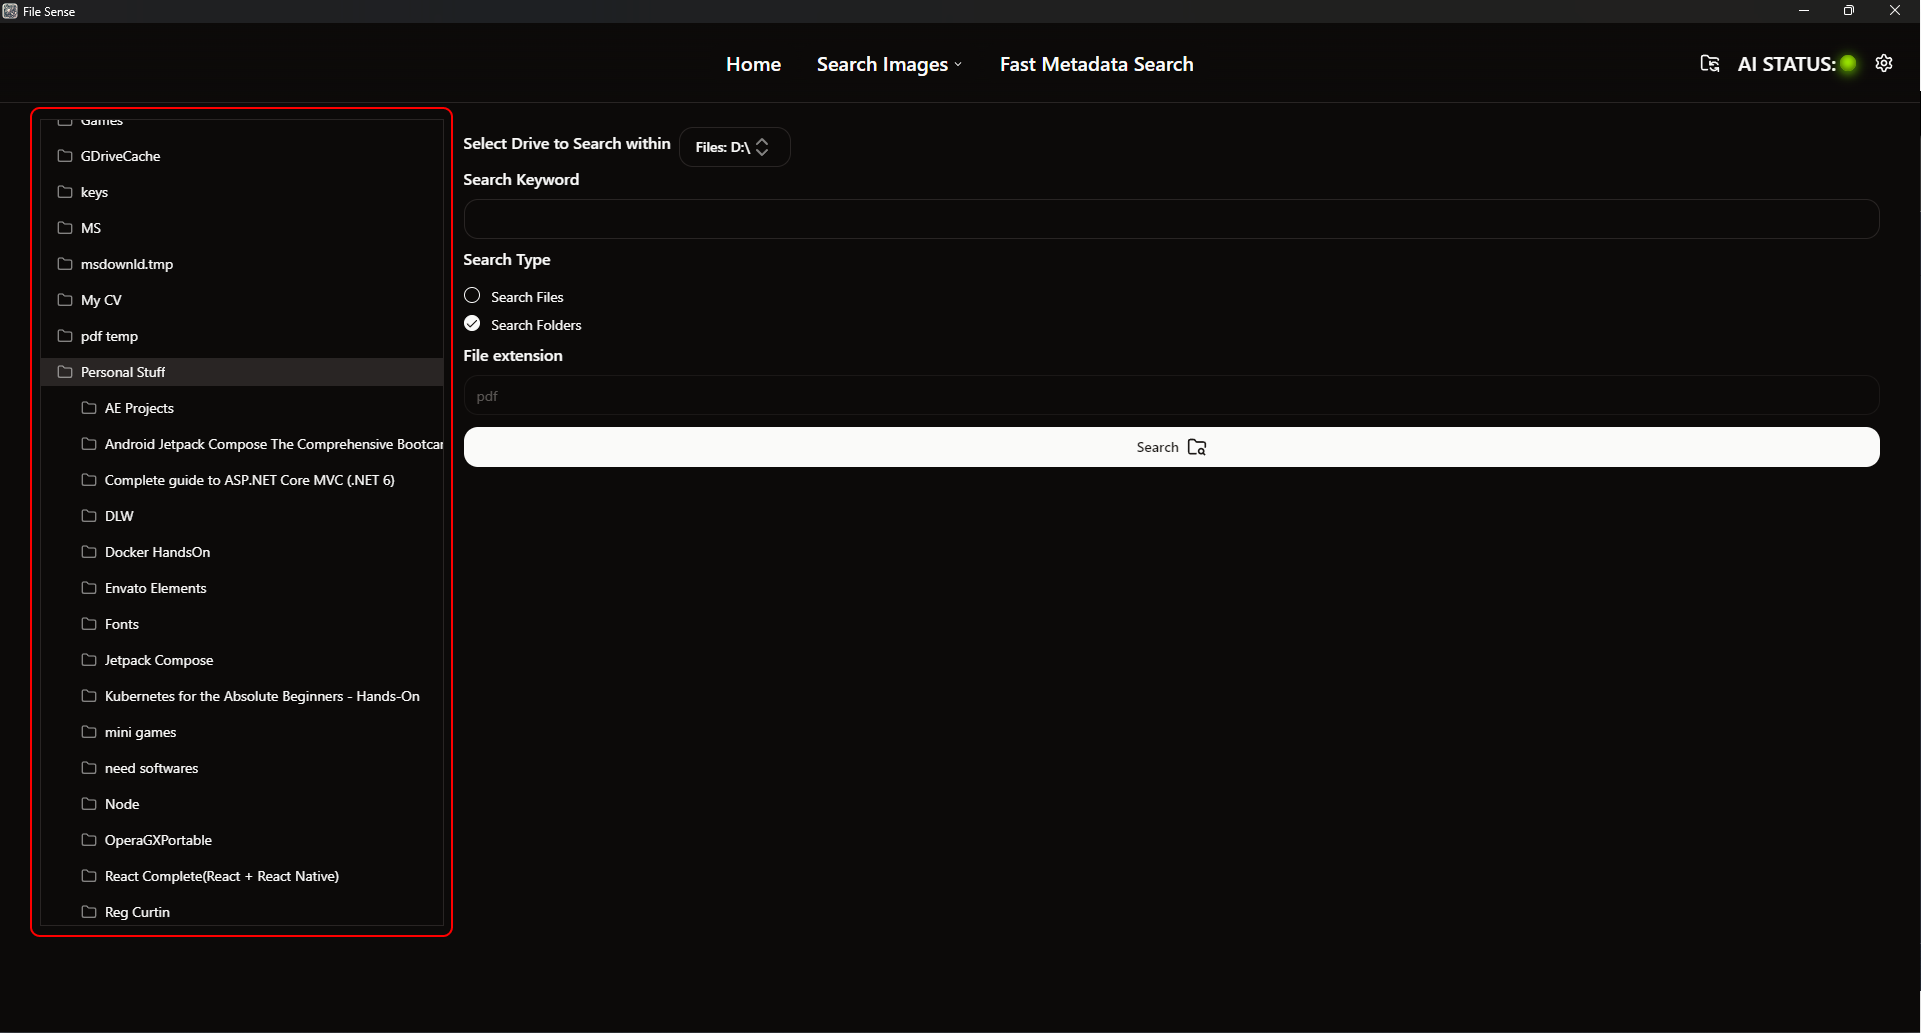 File Sense
Home
Search Images
Fast Metadata Search
AI STATUS:
Games
GDriveCache
keys
MS
msdownld.tmp
My CV
pdf temp
Personal Stuff
AE Projects
Android Jetpack Compose The Comprehensive Bootcar
Complete guide to ASP.NET Core MVC (.NET 6)
DLW
Docker HandsOn
Envato Elements
Fonts
Jetpack Compose
Kubernetes for the Absolute Beginners - Hands-On
mini games
need softwares
Node
OperaGXPortable
React Complete(React + React Native)
Reg Curtin
Select Drive to Search within
Files: D:\
Search Keyword
Search Type
Search Files
Search Folders
File extension
pdf
Search